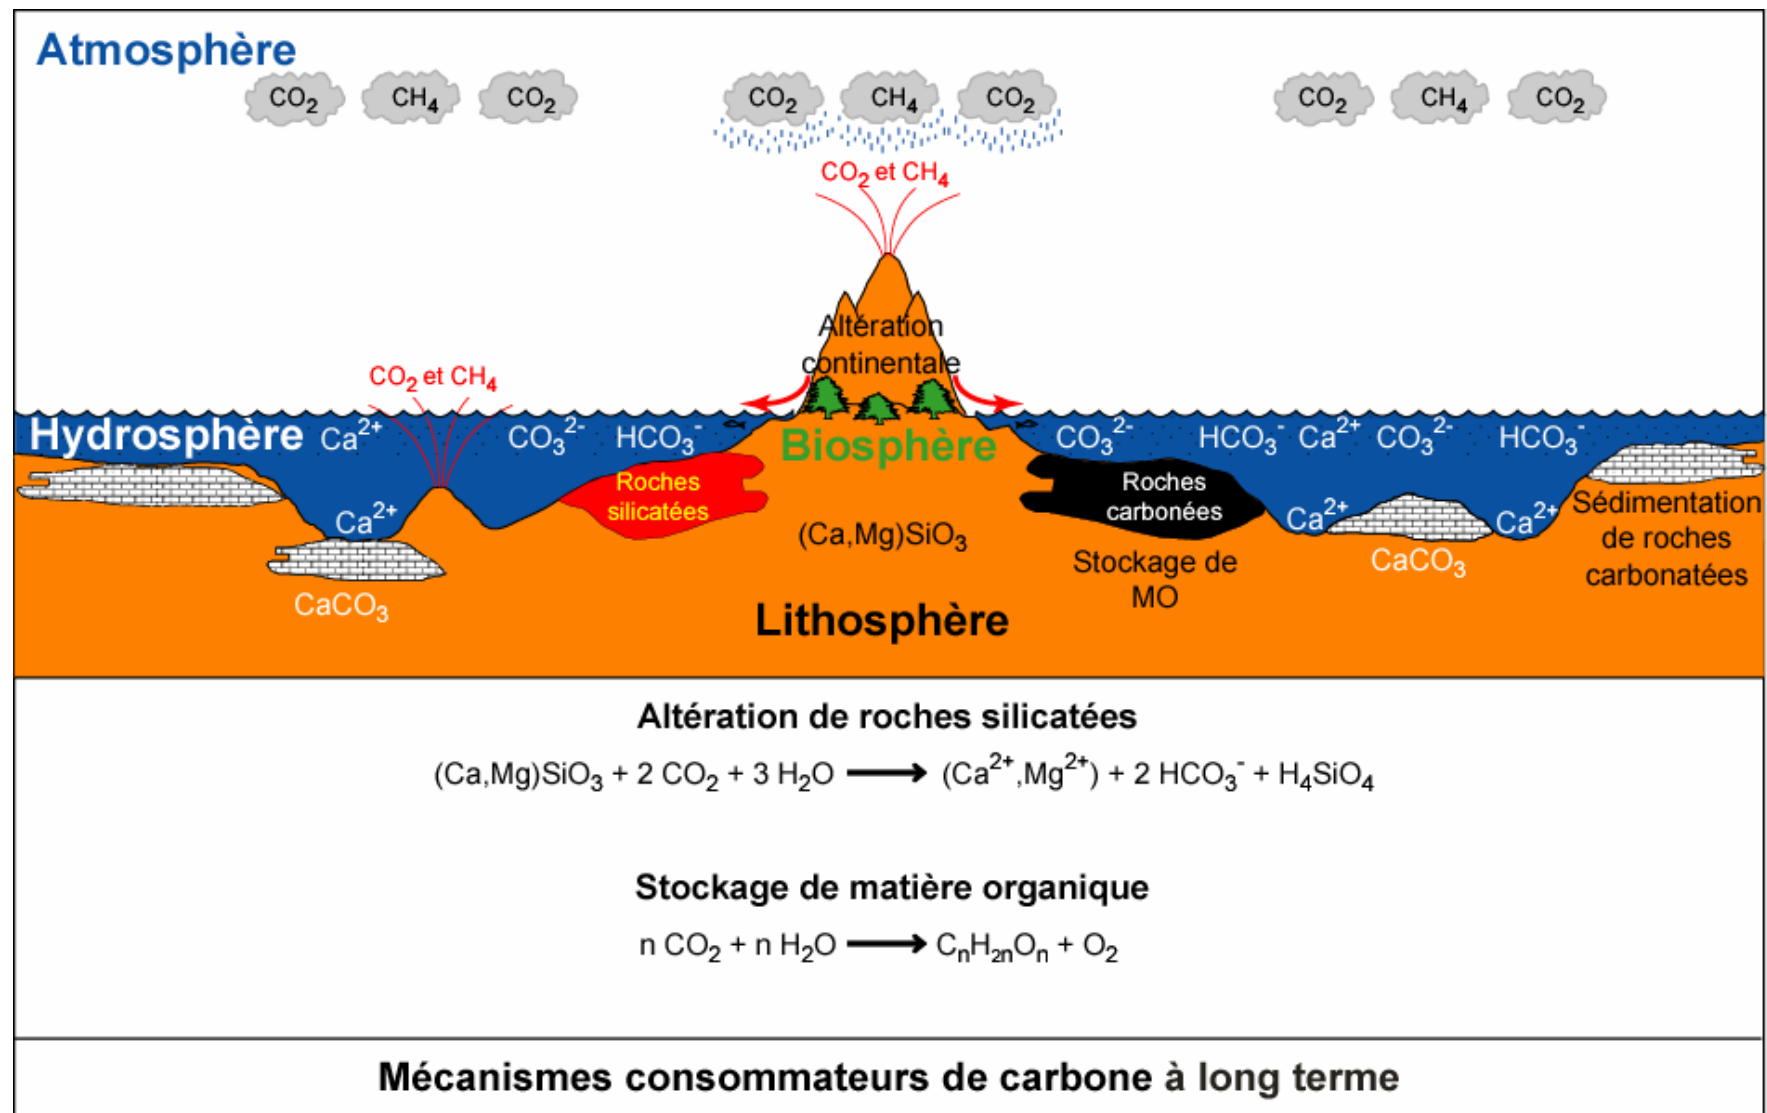 Atmosphère
CO₂ CH₄ CO₂ CO₂ CH₄ CO₂ CO₂ CH₄ CO₂
CO₂ et CH₄
Altération
continentale
CO₂ et CH₄
Hydrosphère Ca²⁺ CO₃²⁻ HCO₃⁻ Biosphère CO₃²⁻ HCO₃⁻ Ca²⁺ CO₃²⁻ HCO₃⁻
Roches
silicatées
Roches
carbonées
Ca²⁺
(Ca,Mg)SiO₃
Ca²⁺ Ca²⁺
Sédimentation
de roches
carbonatées
Stockage de
MO
CaCO₃
CaCO₃
Lithosphère
Altération de roches silicatées
(Ca,Mg)SiO₃ + 2 CO₂ + 3 H₂O ⟶ (Ca²⁺,Mg²⁺) + 2 HCO₃⁻ + H₄SiO₄
Stockage de matière organique
n CO₂ + n H₂O ⟶ CₙH₂ₙOₙ + O₂
Mécanismes consommateurs de carbone à long terme